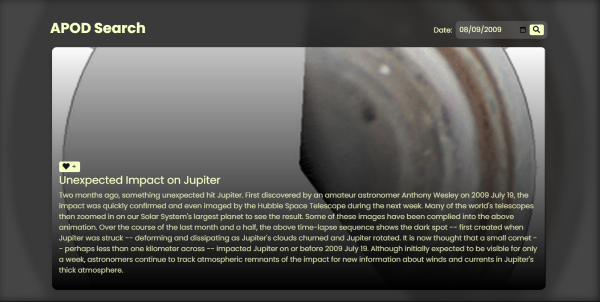 APOD Search
Date: 08/09/2009
+
Unexpected Impact on Jupiter
Two months ago, something unexpected hit Jupiter. First discovered by an amateur astronomer Anthony Wesley on 2009 July 19, the
impact was quickly confirmed and even imaged by the Hubble Space Telescope during the next week. Many of the world's telescopes
then zoomed in on our Solar System's largest planet to see the result. Some of these images have been complied into the above
animation. Over the course of the last month and a half, the above time-lapse sequence shows the dark spot -- first created when
Jupiter was struck -- deforming and dissipating as Jupiter's clouds churned and Jupiter rotated. It is now thought that a small comet -
- perhaps less than one kilometer across -- impacted Jupiter on or before 2009 July 19. Although initially expected to be visible for only
a week, astronomers continue to track atmospheric remnants of the impact for new information about winds and currents in Jupiter's
thick atmosphere.